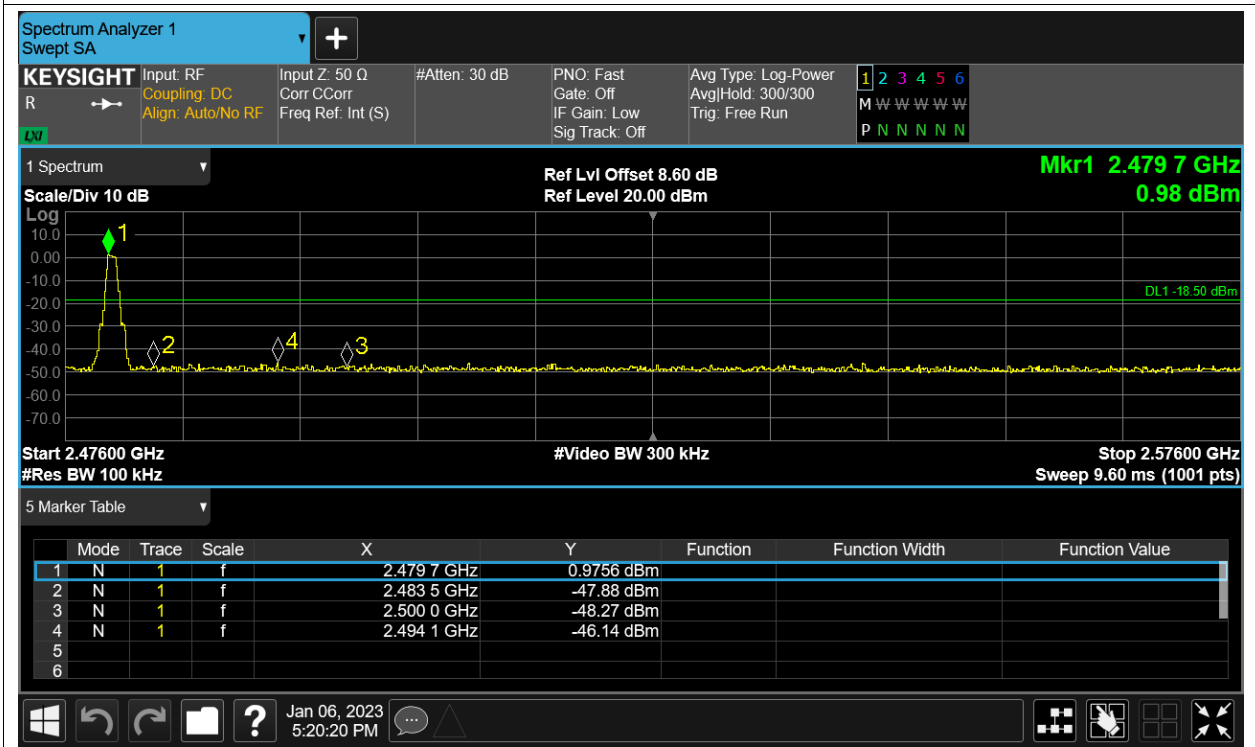 Spectrum Analyzer 1
Swept SA
KEYSIGHT Input: RF Input Z: 50 Ω #Atten: 30 dB PNO: Fast Avg Type: Log-Power 1 2 3 4 5 6
R Coupling: DC Corr CCorr Gate: Off Avg|Hold: 300/300 M W W W W W
Align: Auto/No RF Freq Ref: Int (S) IF Gain: Low Trig: Free Run
LXI Sig Track: Off P N N N N N
1 Spectrum Ref Lvl Offset 8.60 dB Mkr1 2.479 7 GHz
Scale/Div 10 dB Ref Level 20.00 dBm 0.98 dBm
Log
10.0 1
0.00
-10.0
DL1 -18.50 dBm
-20.0
-30.0
-40.0 2 4 3
-50.0
-60.0
-70.0
Start 2.47600 GHz #Video BW 300 kHz Stop 2.57600 GHz
#Res BW 100 kHz Sweep 9.60 ms (1001 pts)
5 Marker Table
Mode Trace Scale X Y Function Function Width Function Value
1 N 1 f 2.479 7 GHz 0.9756 dBm
2 N 1 f 2.483 5 GHz -47.88 dBm
3 N 1 f 2.500 0 GHz -48.27 dBm
4 N 1 f 2.494 1 GHz -46.14 dBm
5
6
? Jan 06, 2023
5:20:20 PM